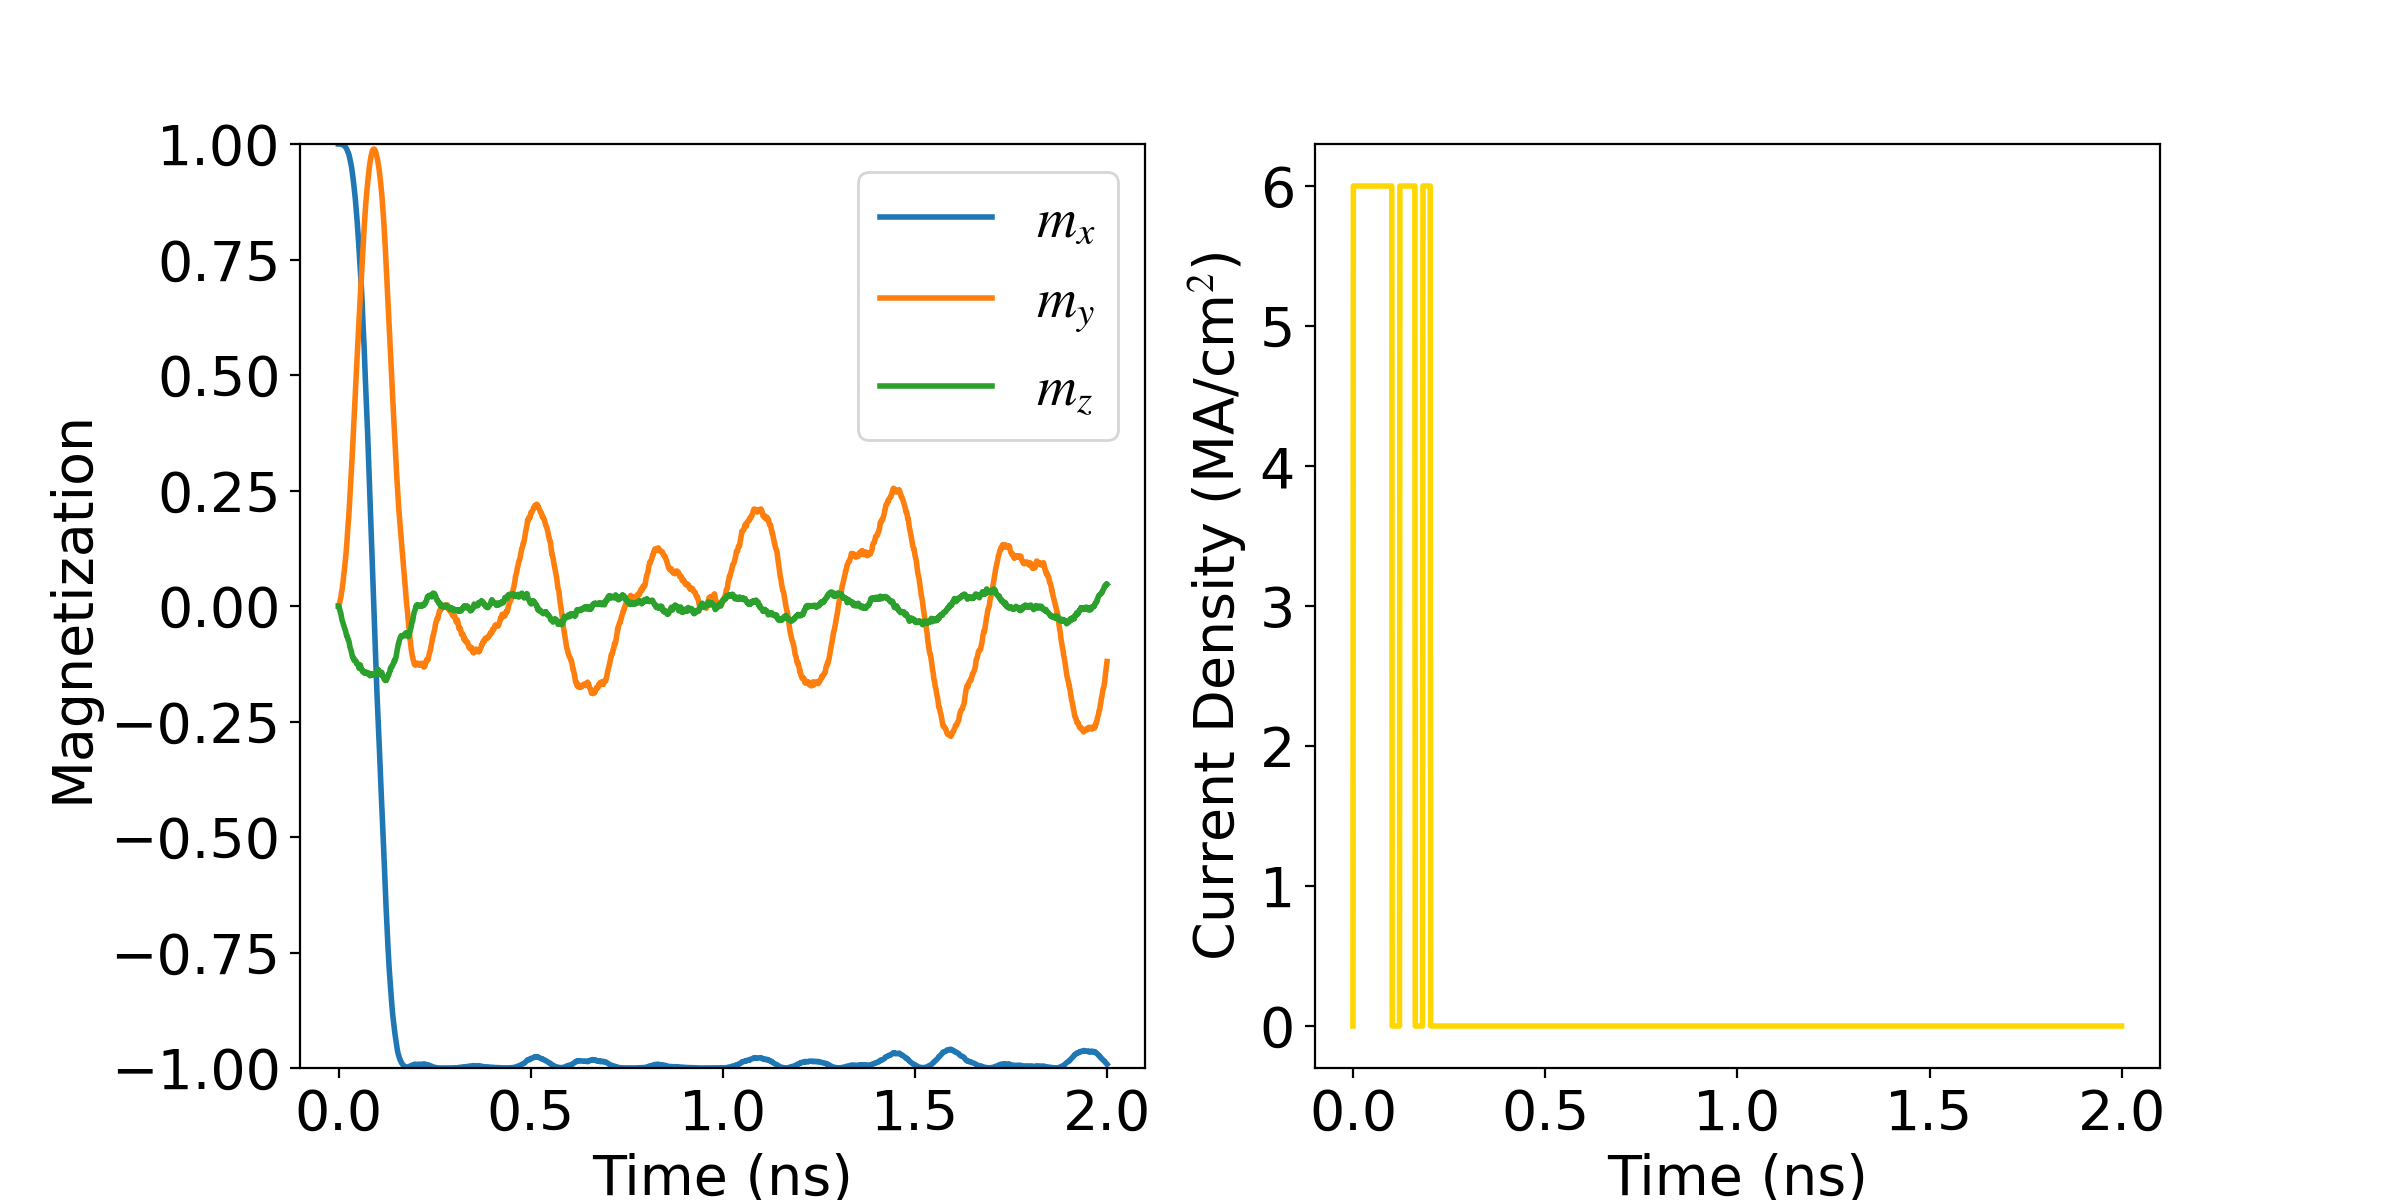 1.00
0.75
0.50
0.25
0.00
−0.25
−0.50
−0.75
−1.00
Magnetization
0.0 0.5 1.0 1.5 2.0
Time (ns)
mₓ
m_y
m_z
6
5
4
3
2
1
0
Current Density (MA/cm²)
0.0 0.5 1.0 1.5 2.0
Time (ns)